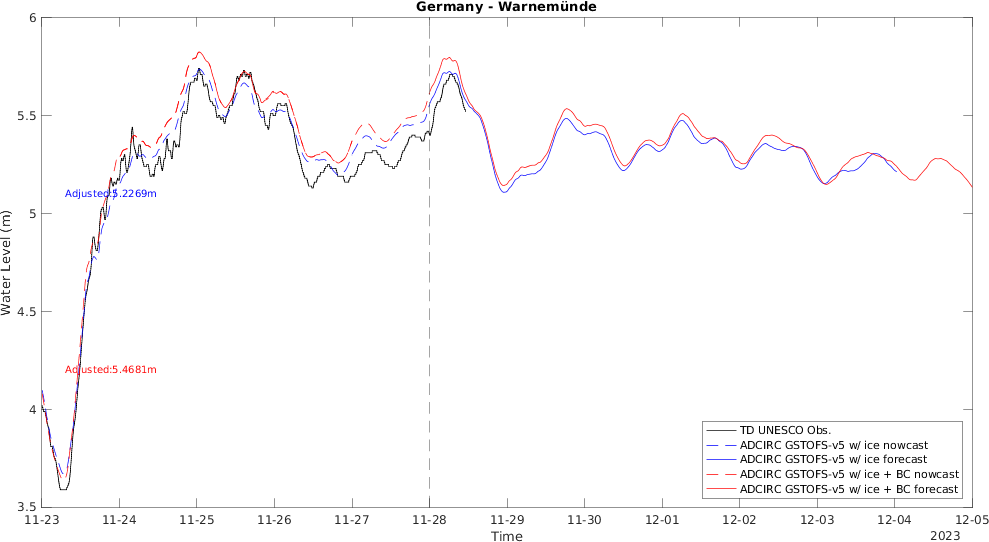 Germany - Warnemünde
6
5.5
5
4.5
4
3.5
Water Level (m)
Adjusted:5.2269m
Adjusted:5.4681m
TD UNESCO Obs.
ADCIRC GSTOFS-v5 w/ ice nowcast
ADCIRC GSTOFS-v5 w/ ice forecast
ADCIRC GSTOFS-v5 w/ ice + BC nowcast
ADCIRC GSTOFS-v5 w/ ice + BC forecast
11-23 11-24 11-25 11-26 11-27 11-28 11-29 11-30 12-01 12-02 12-03 12-04 12-05
Time
2023